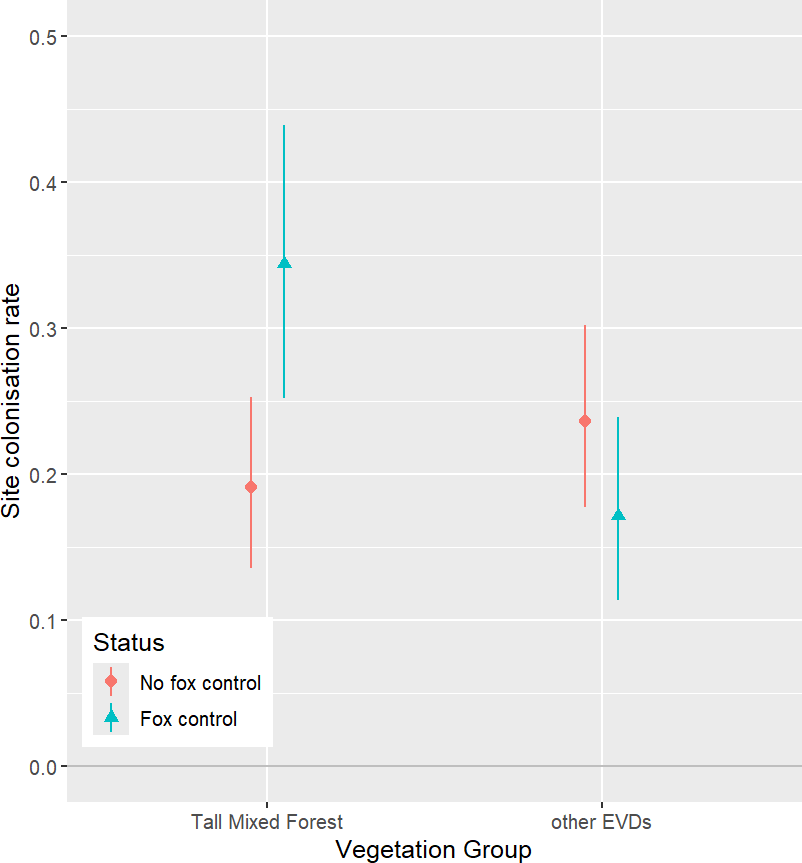 0.5
0.4
0.3
0.2
0.1
0.0
Site colonisation rate
Status
No fox control
Fox control
Tall Mixed Forest
other EVDs
Vegetation Group